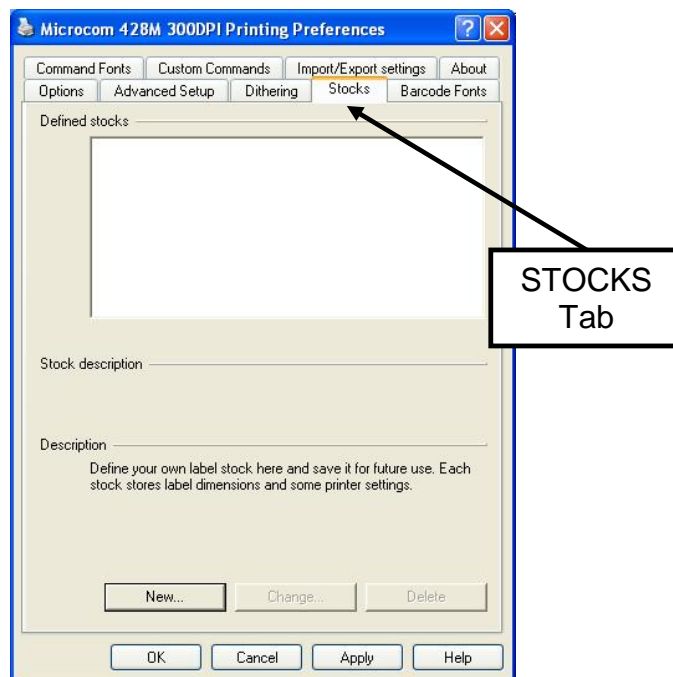 Microcom 428M 300DPI Printing Preferences
Command Fonts Custom Commands Import/Export settings About
Options Advanced Setup Dithering Stocks Barcode Fonts
Defined stocks
STOCKS
Tab
Stock description
Description
Define your own label stock here and save it for future use. Each
stock stores label dimensions and some printer settings.
New... Change... Delete
OK Cancel Apply Help